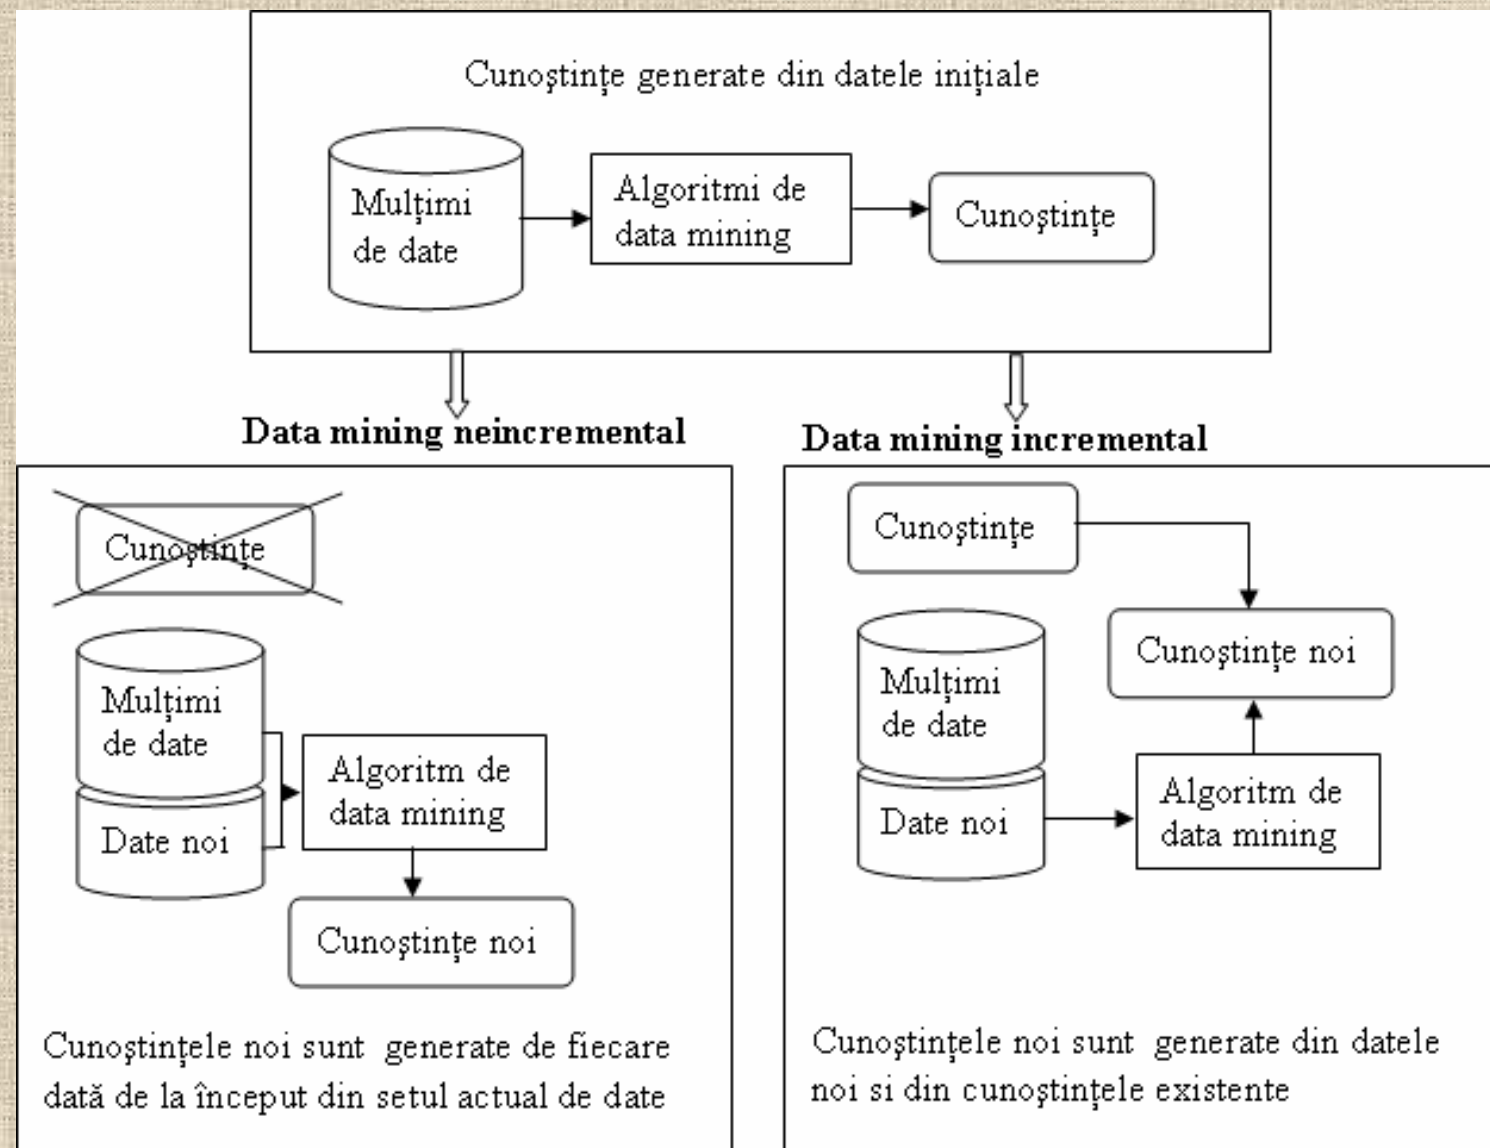 Cunoştinţe generate din datele iniţiale
Mulţimi
de date
Algoritmi de
data mining
Cunoştinţe
Data mining neincremental
Cunoştinţe
Mulţimi
de date
Date noi
Algoritm de
data mining
Cunoştinţe noi
Cunoştinţele noi sunt generate de fiecare
dată de la început din setul actual de date
Data mining incremental
Cunoştinţe
Cunoştinţe noi
Mulţimi
de date
Date noi
Algoritm de
data mining
Cunoştinţele noi sunt generate din datele
noi si din cunoştinţele existente